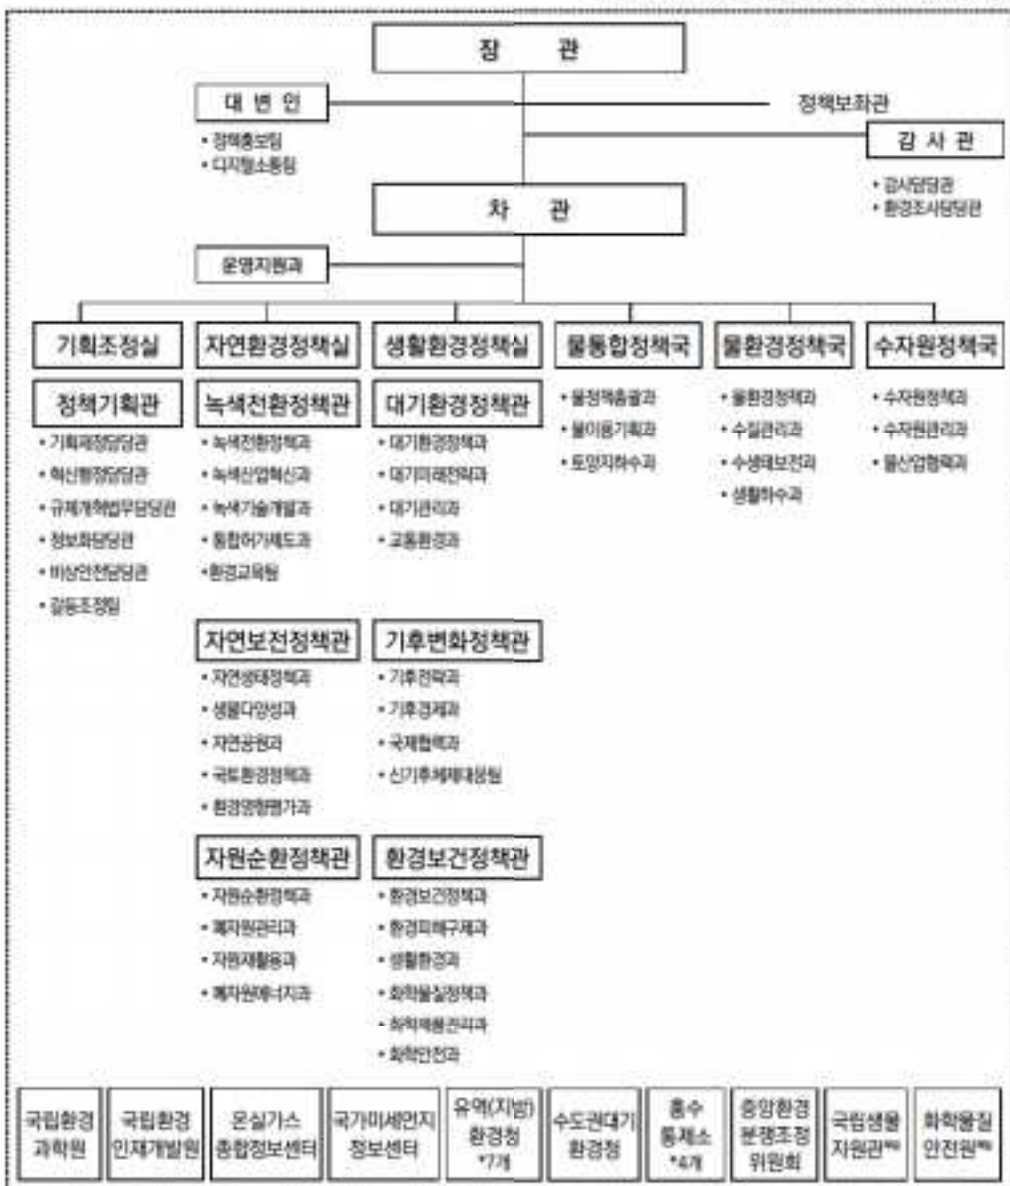 장 관
대 변 인
정책보좌관
• 정책홍보팀
• 디지털소통팀
감 사 관
• 감사담당관
• 환경조사담당관
차 관
운영지원과
기획조정실
자연환경정책실
생활환경정책실
물통합정책국
물환경정책국
수자원정책국
정책기획관
• 기획재정담당관
• 혁신행정담당관
• 규제개혁법무담당관
• 정보화담당관
• 비상안전담당관
• 갈등조정팀
녹색전환정책관
• 녹색전환정책과
• 녹색산업혁신과
• 녹색기술개발과
• 통합허가제도과
•환경교육팀
대기환경정책관
• 대기환경정책과
• 대기미래전략과
• 대기관리과
• 교통환경과
• 물정책총괄과
• 물이용기획과
• 토양지하수과
• 물환경정책과
• 수질관리과
• 수생태보전과
• 생활하수과
• 수자원정책과
• 수자원관리과
• 물산업협력과
자연보전정책관
• 자연생태정책과
• 생물다양성과
• 자연공원과
• 국토환경정책과
• 환경영향평가과
기후변화정책관
• 기후전략과
• 기후경제과
• 국제협력과
• 신기후체제대응팀
자원순환정책관
• 자원순환정책과
• 폐자원관리과
• 자원재활용과
• 폐자원에너지과
환경보건정책관
• 환경보건정책과
• 환경피해구제과
• 생활환경과
• 화학물질정책과
• 화학제품관리과
• 화학안전과
국립환경
과학원
국립환경
인재개발원
온실가스
종합정보센터
국가미세먼지
정보센터
유역(지방)
환경청
*7개
수도권대기
환경청
홍수
통제소
*4개
중앙환경
분쟁조정
위원회
국립생물
자원관
화학물질
안전원